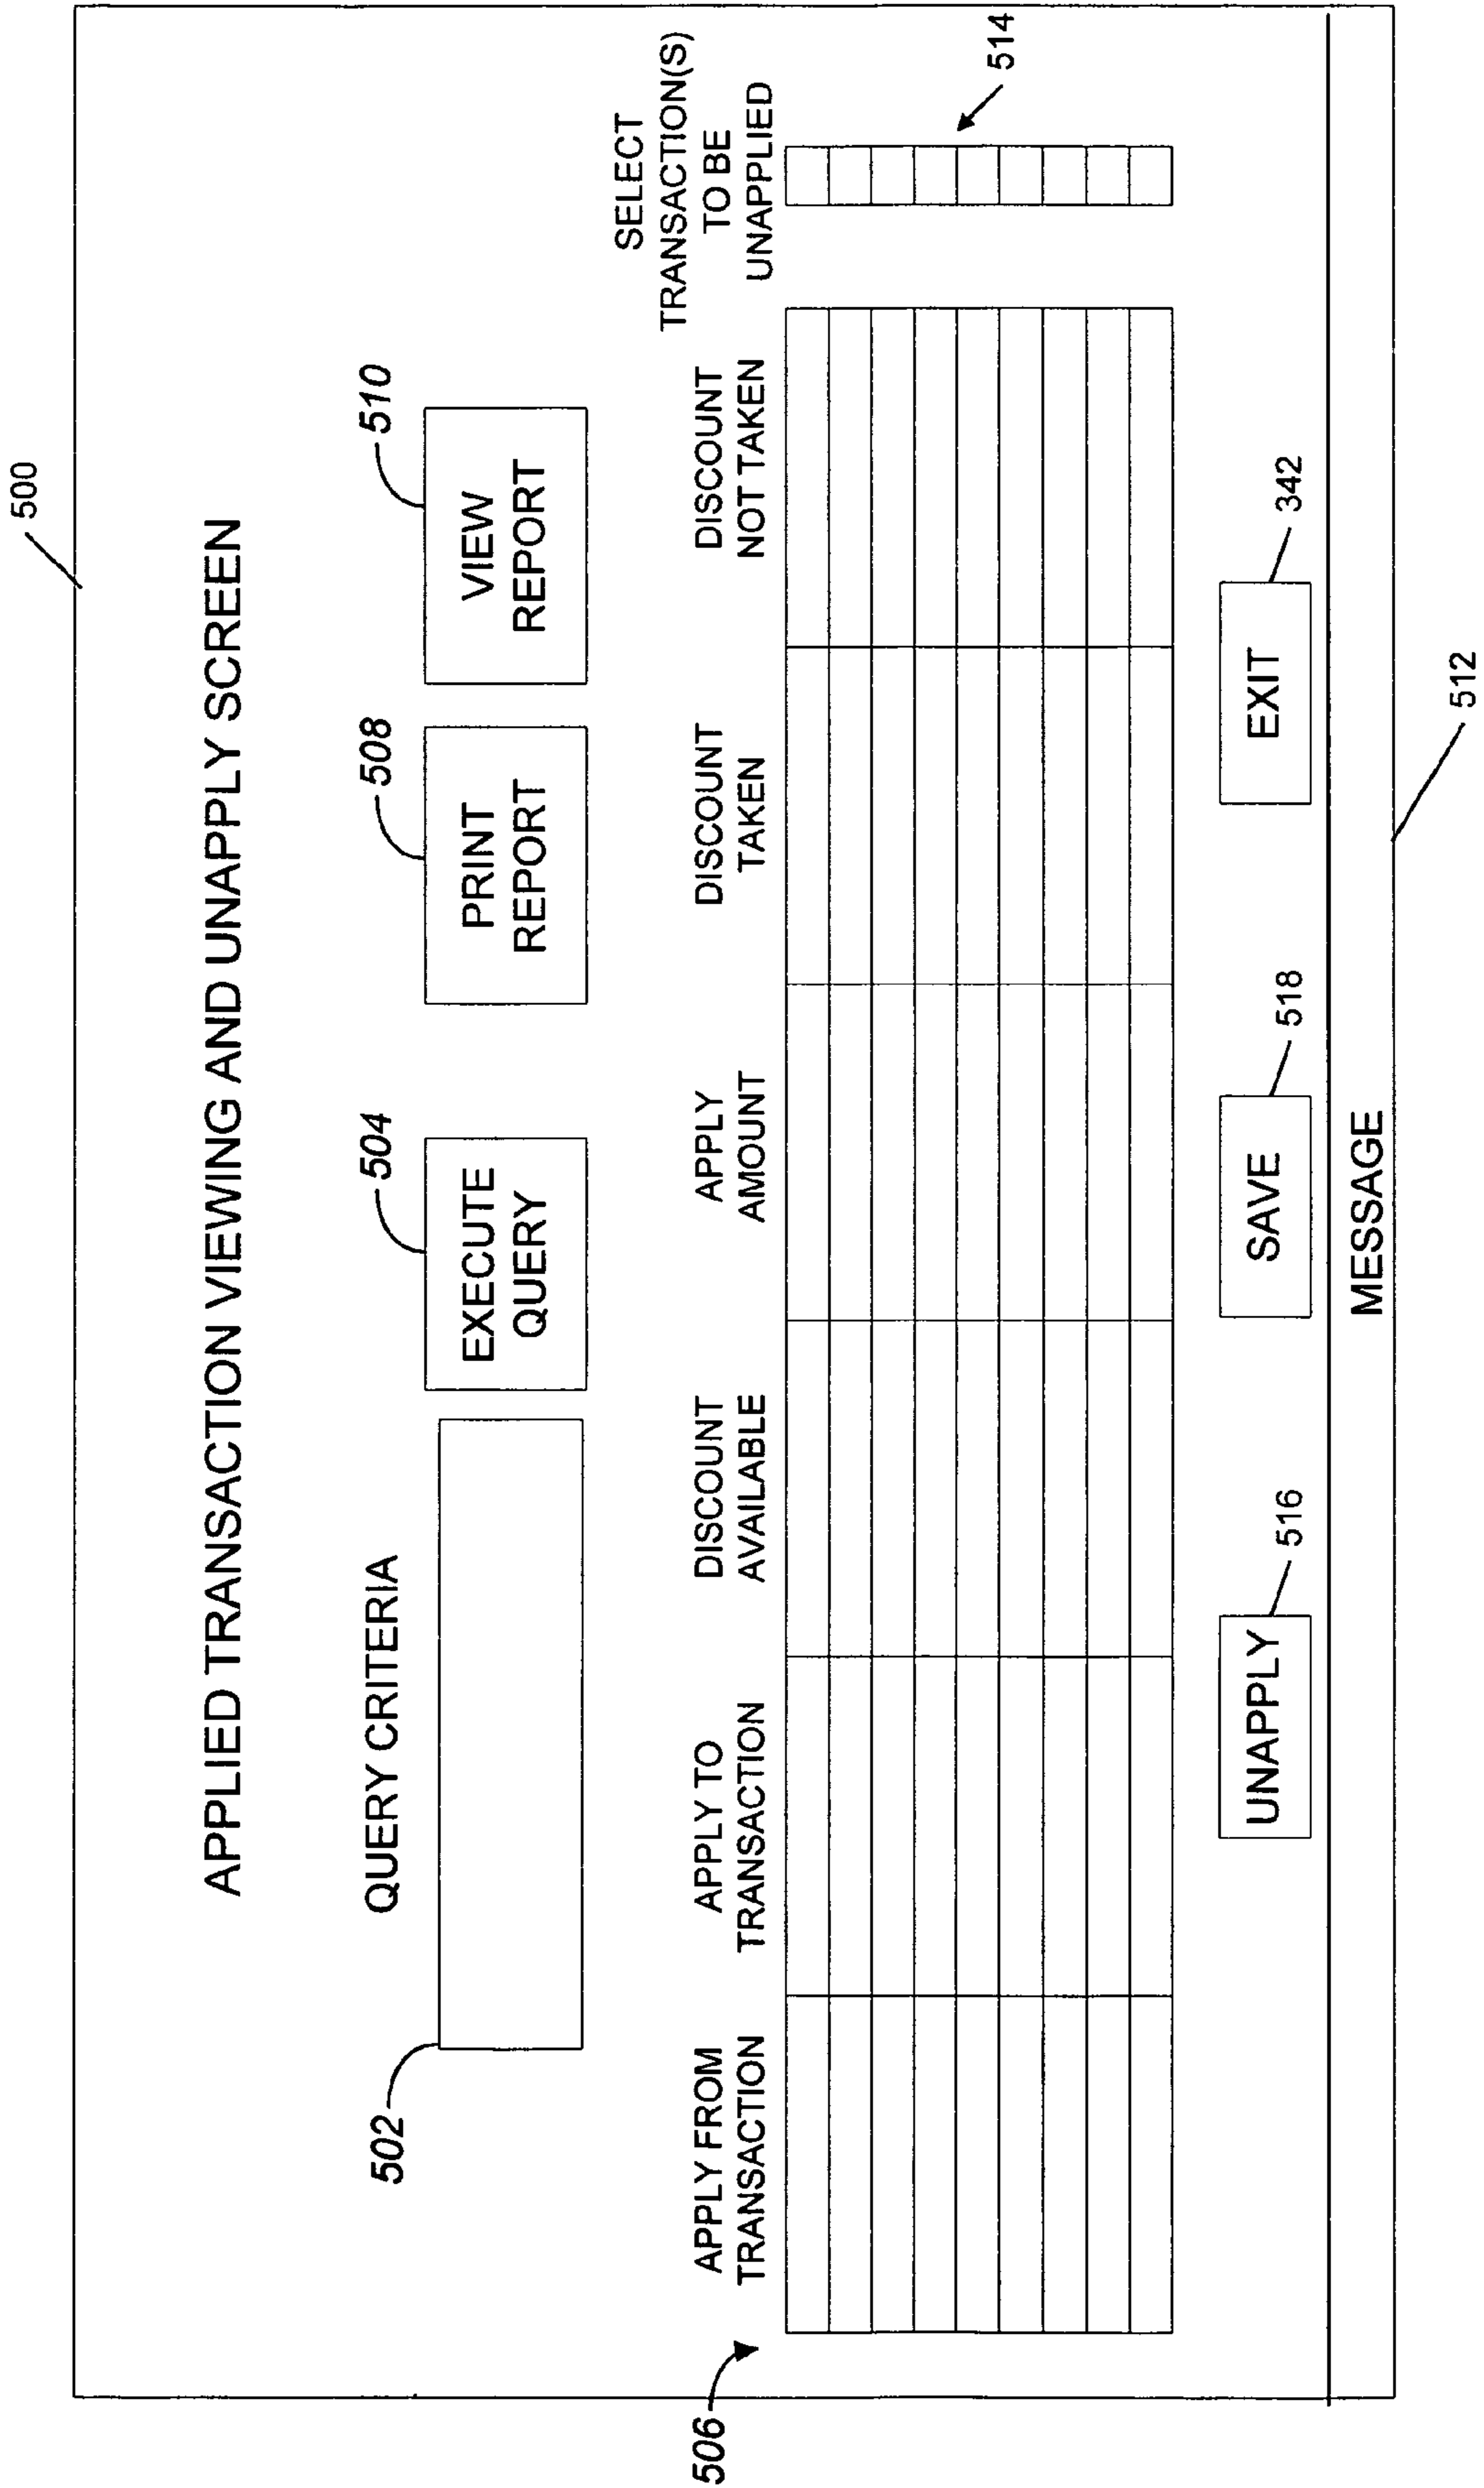 500
APPLIED TRANSACTION VIEWING AND UNAPPLY SCREEN
QUERY CRITERIA
502
504
508
510
EXECUTE
QUERY
PRINT
REPORT
VIEW
REPORT
506
APPLY FROM
TRANSACTION
APPLY TO
TRANSACTION
DISCOUNT
AVAILABLE
APPLY
AMOUNT
DISCOUNT
TAKEN
DISCOUNT
NOT TAKEN
SELECT
TRANSACTION(S)
TO BE
UNAPPLIED
514
UNAPPLY
516
SAVE
518
EXIT
342
MESSAGE
512